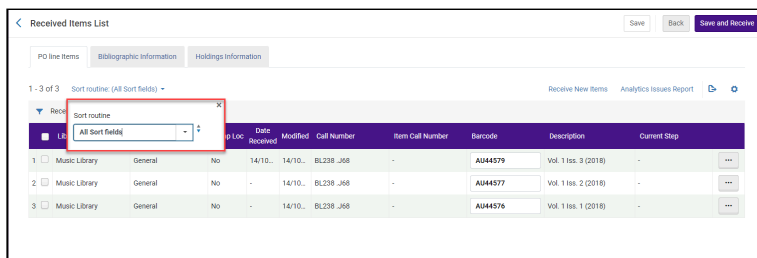 Received Items List
Save Back Save and Receive
PO line Items Bibliographic Information Holdings Information
1 - 3 of 3 Sort routine: (All Sort fields) Receive New Items Analytics Issues Report
Rece
Sort routine
All Sort fields
Lib p Loc Date Received Modified Call Number Item Call Number Barcode Description Current Step
1 Music Library General No 14/10... 14/10... BL238 .J68 - AU44579 Vol. 1 Iss. 3 (2018) -
2 Music Library General No - 14/10... BL238 .J68 - AU44577 Vol. 1 Iss. 2 (2018) -
3 Music Library General No - 14/10... BL238 .J68 - AU44576 Vol. 1 Iss. 1 (2018) -